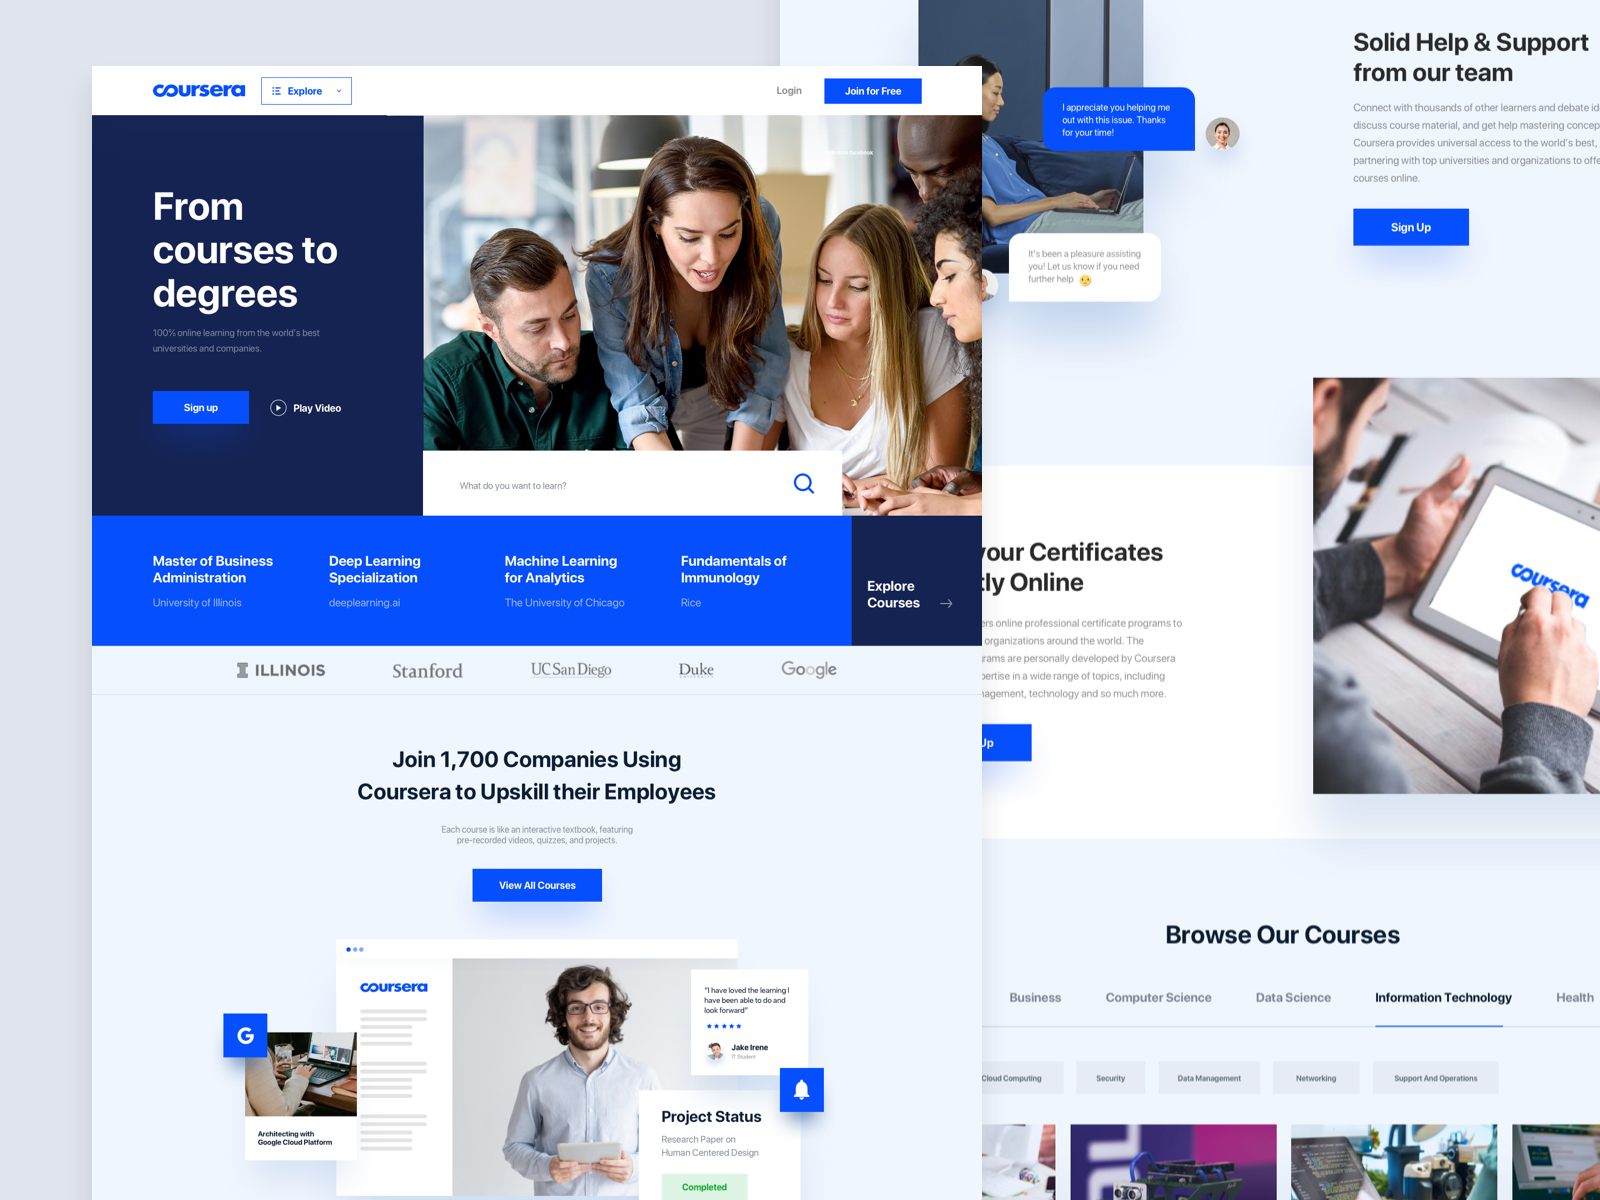 coursera
Explore
Login
Join for Free
From
courses to
degrees
100% online learning from the world's best
universities and companies.
Sign up
Play Video
facebook
What do you want to learn?
Master of Business
Administration
University of Illinois
Deep Learning
Specialization
deeplearning.ai
Machine Learning
for Analytics
The University of Chicago
Fundamentals of
Immunology
Rice
Explore
Courses
I ILLINOIS
Stanford
UC San Diego
Duke
Google
Join 1,700 Companies Using
Coursera to Upskill their Employees
Each course is like an interactive textbook, featuring
pre-recorded videos, quizzes, and projects.
View All Courses
coursera
G
Architecting with
Google Cloud Platform
"I have loved the learning I
have been able to do and
look forward"
Jake Irene
IT Student
Project Status
Research Paper on
Human Centered Design
Completed
I appreciate you helping me
out with this issue. Thanks
for your time!
It's been a pleasure assisting
you! Let us know if you need
further help
Solid Help & Support
from our team
Connect with thousands of other learners and debate
discuss course material, and get help mastering
Coursera provides universal access to the world's best,
partnering with top universities and organizations to
courses online.
Sign Up
your Certificates
tly Online
ers online professional certificate programs to
organizations around the world. The
grams are personally developed by Coursera
pertise in a wide range of topics, including
nagement, technology and so much more.
Up
coursera
Browse Our Courses
Business
Computer Science
Data Science
Information Technology
Health
Cloud Computing
Security
Data Management
Networking
Support And Operations